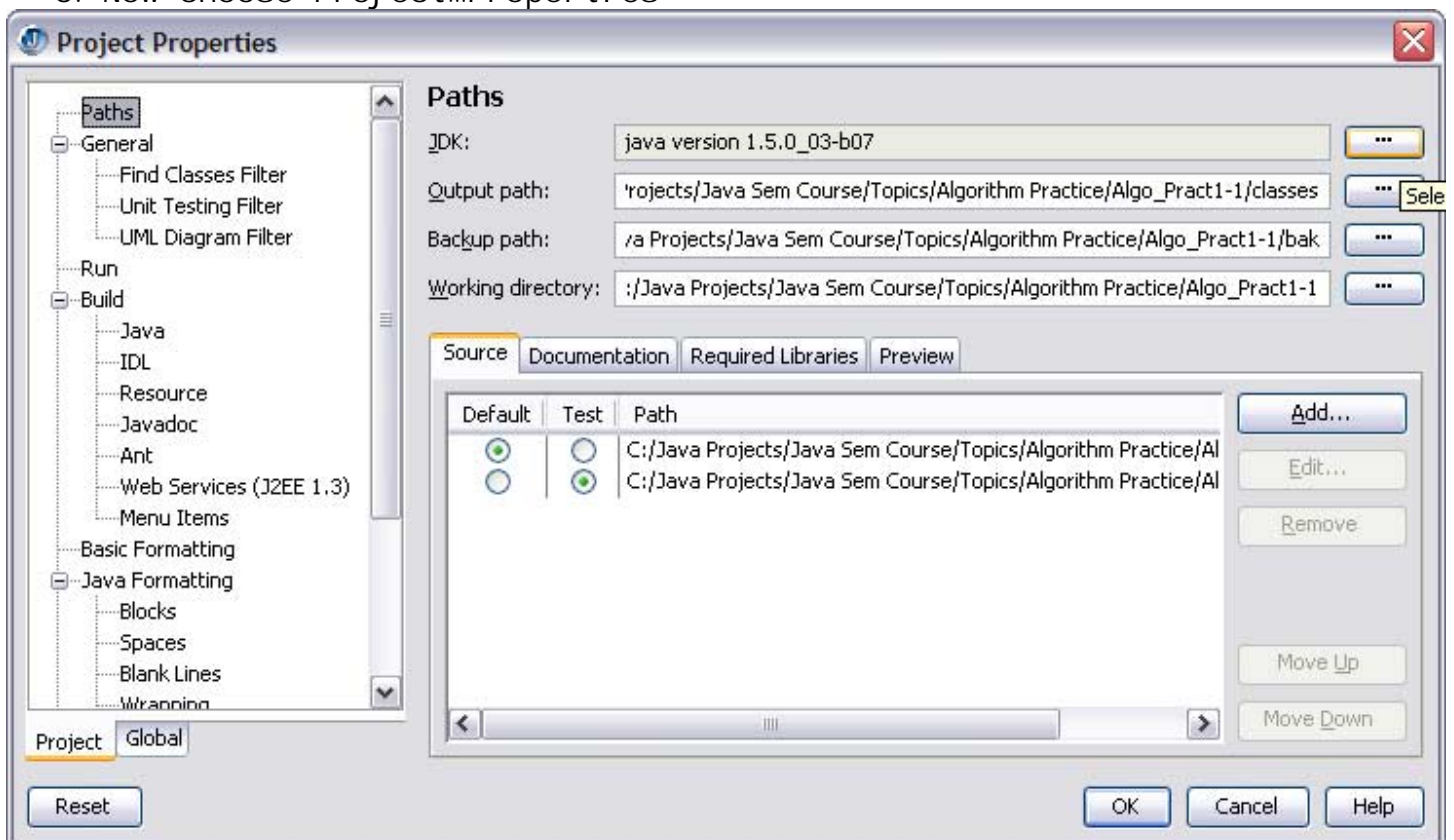 Project Properties
Paths
General
Find Classes Filter
Unit Testing Filter
UML Diagram Filter
Run
Build
Java
IDL
Resource
Javadoc
Ant
Web Services (J2EE 1.3)
Menu Items
Basic Formatting
Java Formatting
Blocks
Spaces
Blank Lines
Wrapping
Project Global
Paths
JDK: java version 1.5.0_03-b07 ...
Output path: 'rojects/Java Sem Course/Topics/Algorithm Practice/Algo_Pract1-1/classes ...
Sele
Backup path: /a Projects/Java Sem Course/Topics/Algorithm Practice/Algo_Pract1-1/bak ...
Working directory: :/Java Projects/Java Sem Course/Topics/Algorithm Practice/Algo_Pract1-1 ...
Source Documentation Required Libraries Preview
Default Test Path
C:/Java Projects/Java Sem Course/Topics/Algorithm Practice/Al
C:/Java Projects/Java Sem Course/Topics/Algorithm Practice/Al
Add...
Edit...
Remove
Move Up
Move Down
Reset OK Cancel Help